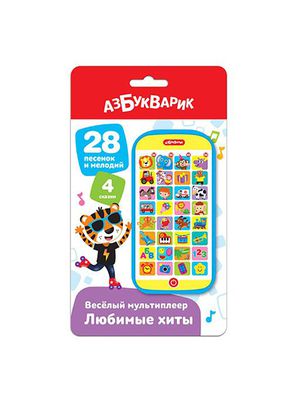 АЗБУКВАРИК
28
песенок
и мелодий
4
сказки
Весёлый мультиплеер
Любимые хиты